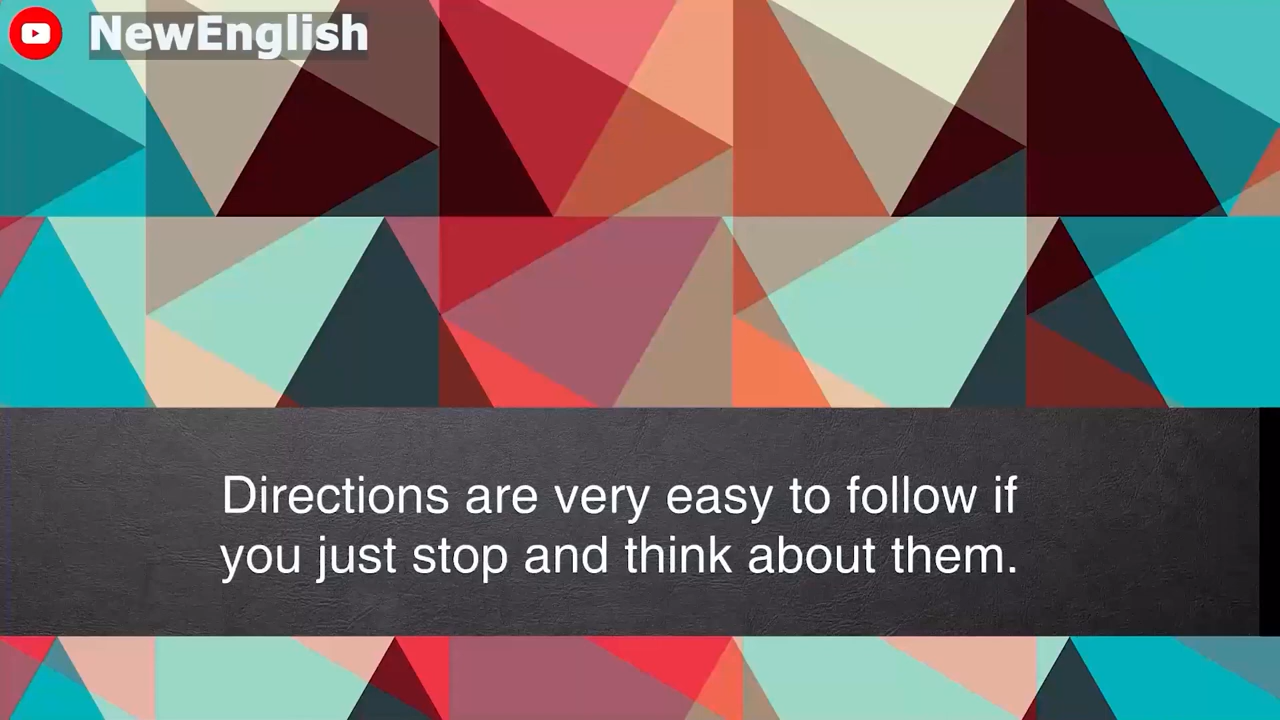 NewEnglish
Directions are very easy to follow if
you just stop and think about them.